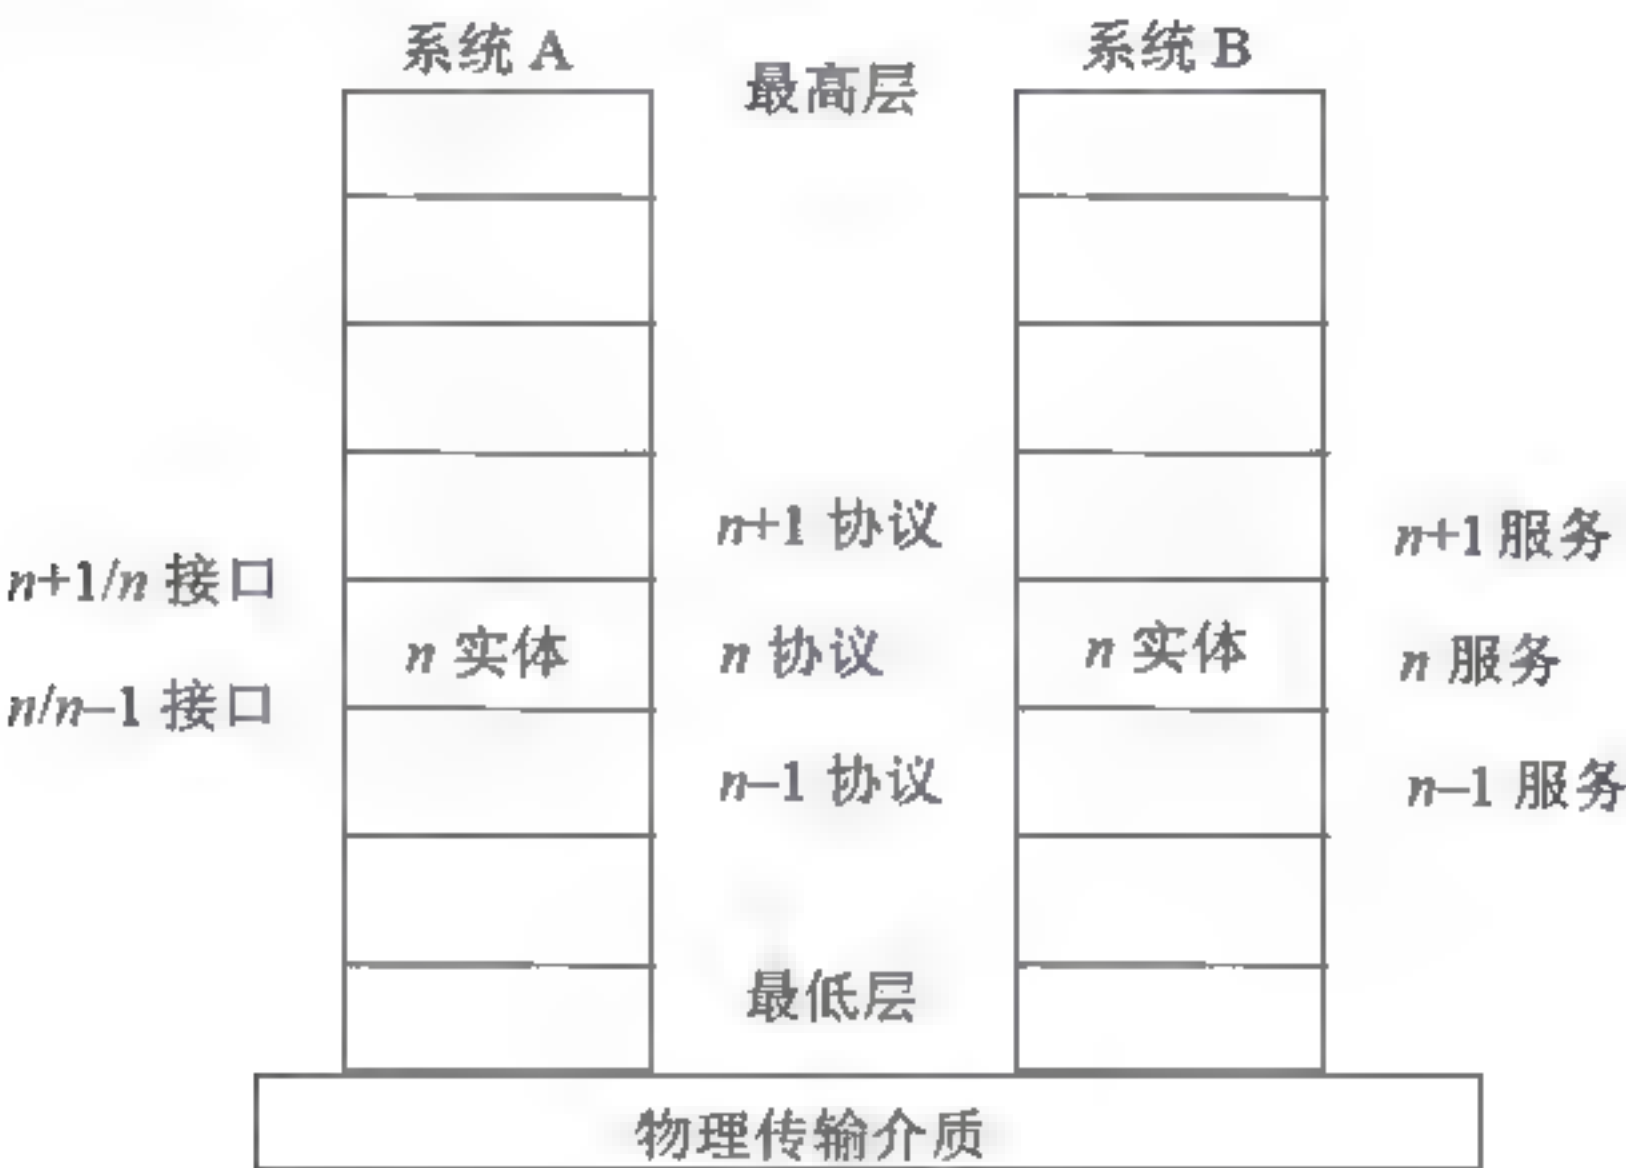 系统 A
系统 B
最高层
n+1 协议
n+1 服务
n+1/n 接口
n 实体
n 协议
n 实体
n 服务
n/n–1 接口
n–1 协议
n–1 服务
最低层
物理传输介质